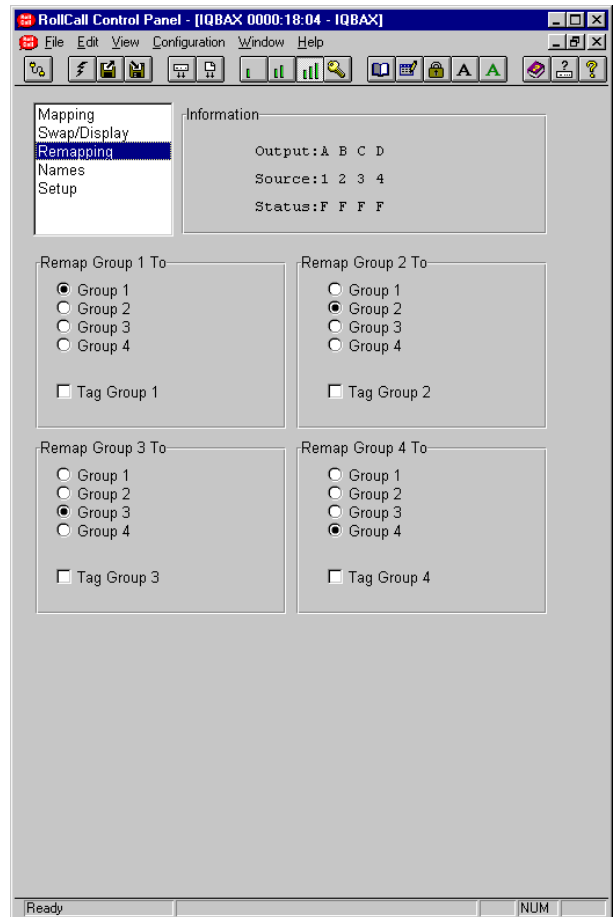 RollCall Control Panel - [IQBAX 0000:18:04 - IQBAX]
File Edit View Configuration Window Help
A A ? ?
Mapping
Swap/Display
Remapping
Names
Setup
Information
Output:A B C D
Source:1 2 3 4
Status:F F F F
Remap Group 1 To
Group 1
Group 2
Group 3
Group 4
Tag Group 1
Remap Group 2 To
Group 1
Group 2
Group 3
Group 4
Tag Group 2
Remap Group 3 To
Group 1
Group 2
Group 3
Group 4
Tag Group 3
Remap Group 4 To
Group 1
Group 2
Group 3
Group 4
Tag Group 4
Ready NUM